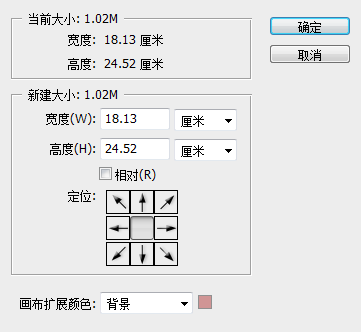 当前大小: 1.02M
宽度: 18.13 厘米
高度: 24.52 厘米
确定
取消
新建大小: 1.02M
宽度(W): 18.13 厘米
高度(H): 24.52 厘米
相对(R)
定位:
画布扩展颜色: 背景